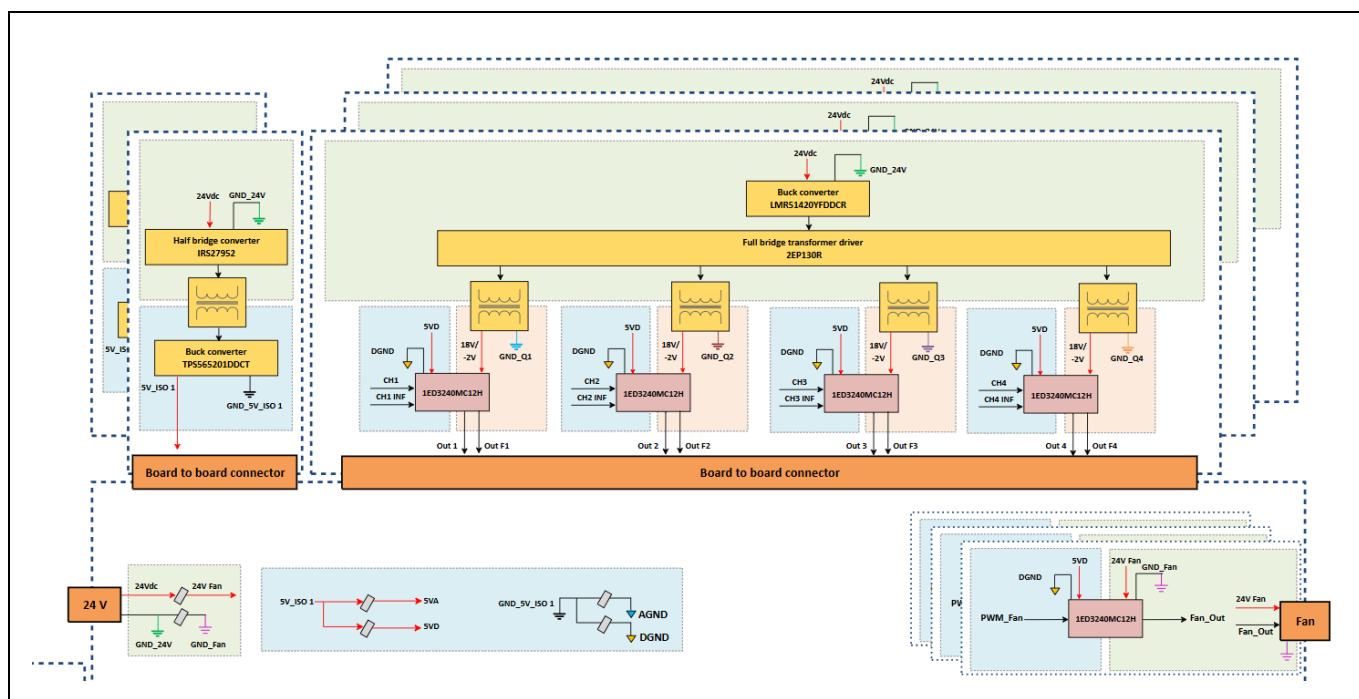 24Vdc
24Vdc
24Vdc
GND_24V
Buck converter
LMR51420YFDDCR
24Vdc
GND_24V
Half bridge converter
IRS27952
Full bridge transformer driver
2EP130R
Buck converter
TPS565201DDCT
5V_ISO 1
GND_5V_ISO 1
DGND
5VD
18V/
-2V
GND_Q1
CH1
CH1 INF
1ED3240MC12H
Out 1
Out F1
DGND
5VD
18V/
-2V
GND_Q2
CH2
CH2 INF
1ED3240MC12H
Out 2
Out F2
DGND
5VD
18V/
-2V
GND_Q3
CH3
CH3 INF
1ED3240MC12H
Out 3
Out F3
DGND
5VD
18V/
-2V
GND_Q4
CH4
CH4 INF
1ED3240MC12H
Out 4
Out F4
Board to board connector
Board to board connector
24 V
24Vdc
24V Fan
GND_24V
GND_Fan
5V_ISO 1
5VA
5VD
GND_5V_ISO 1
AGND
DGND
5VD
24V Fan
GND_Fan
DGND
PWM_Fan
1ED3240MC12H
Fan_Out
24V Fan
Fan_Out
Fan